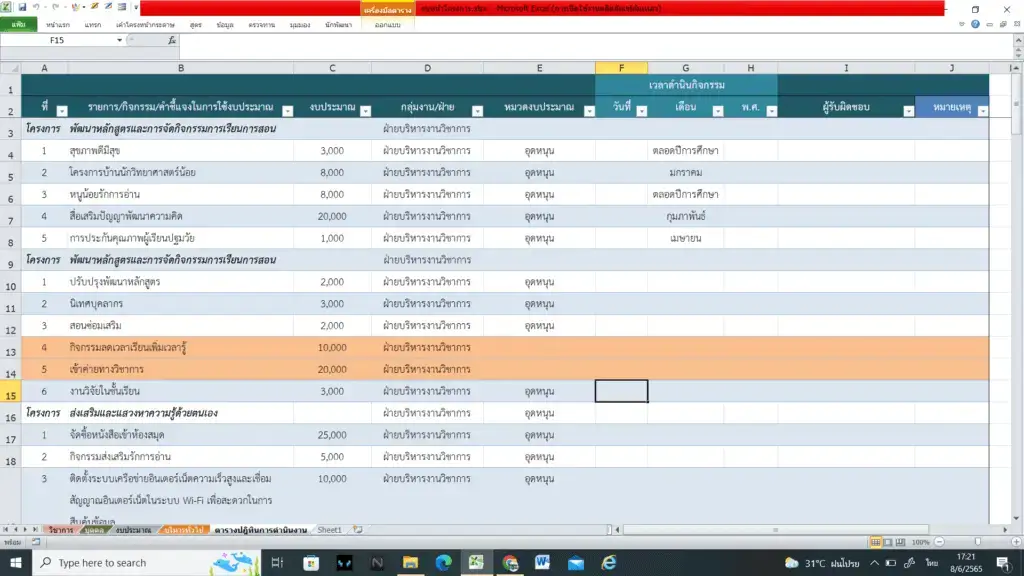 Microsoft Excel
แฟ้ม หน้าแรก แทรก เค้าโครงหน้ากระดาษ สูตร ข้อมูล ตรวจทาน มุมมอง นักพัฒนา ออกแบบ
เครื่องมือตาราง
F15 fx
A B C D E F G H I J
1 เวลาดำเนินกิจกรรม
2 ที่ รายการ/กิจกรรม/คำชี้แจงในการใช้งบประมาณ งบประมาณ กลุ่มงาน/ฝ่าย หมวดงบประมาณ วันที่ เดือน พ.ศ. ผู้รับผิดชอบ หมายเหตุ
3 โครงการ พัฒนาหลักสูตรและการจัดกิจกรรมการเรียนการสอน ฝ่ายบริหารงานวิชาการ
4 1 สุขภาพดีมีสุข 3,000 ฝ่ายบริหารงานวิชาการ อุดหนุน ตลอดปีการศึกษา
5 2 โครงการบ้านนักวิทยาศาสตร์น้อย 8,000 ฝ่ายบริหารงานวิชาการ อุดหนุน มกราคม
6 3 หนูน้อยรักการอ่าน 8,000 ฝ่ายบริหารงานวิชาการ อุดหนุน ตลอดปีการศึกษา
7 4 สื่อเสริมปัญญาพัฒนาความคิด 20,000 ฝ่ายบริหารงานวิชาการ อุดหนุน กุมภาพันธ์
8 5 การประกันคุณภาพผู้เรียนปฐมวัย 1,000 ฝ่ายบริหารงานวิชาการ อุดหนุน เมษายน
9 โครงการ พัฒนาหลักสูตรและการจัดกิจกรรมการเรียนการสอน ฝ่ายบริหารงานวิชาการ
10 1 ปรับปรุงพัฒนาหลักสูตร 2,000 ฝ่ายบริหารงานวิชาการ อุดหนุน
11 2 นิเทศบุคลากร 3,000 ฝ่ายบริหารงานวิชาการ อุดหนุน
12 3 สอนซ่อมเสริม 2,000 ฝ่ายบริหารงานวิชาการ อุดหนุน
13 4 กิจกรรมลดเวลาเรียนเพิ่มเวลารู้ 10,000 ฝ่ายบริหารงานวิชาการ
14 5 เข้าค่ายทางวิชาการ 20,000 ฝ่ายบริหารงานวิชาการ
15 6 งานวิจัยในชั้นเรียน 3,000 ฝ่ายบริหารงานวิชาการ อุดหนุน
16 โครงการ ส่งเสริมและแสวงหาความรู้ด้วยตนเอง ฝ่ายบริหารงานวิชาการ อุดหนุน
17 1 จัดซื้อหนังสือเข้าห้องสมุด 25,000 ฝ่ายบริหารงานวิชาการ อุดหนุน
18 2 กิจกรรมส่งเสริมรักการอ่าน 5,000 ฝ่ายบริหารงานวิชาการ อุดหนุน
3 ติดตั้งระบบเครือข่ายอินเตอร์เน็ตความเร็วสูงและเชื่อม 10,000 ฝ่ายบริหารงานวิชาการ อุดหนุน
สัญญาณอินเตอร์เน็ตในระบบ Wi-Fi เพื่อสะดวกในการ
สืบค้นข้อมูล
วิชาการ บุคคล งบประมาณ บริหารทั่วไป ตารางปฏิทินการดำเนินงาน Sheet1
พร้อม 100%
Type here to search 31°C ฝนโปรย ไทย 17:21
8/6/2565